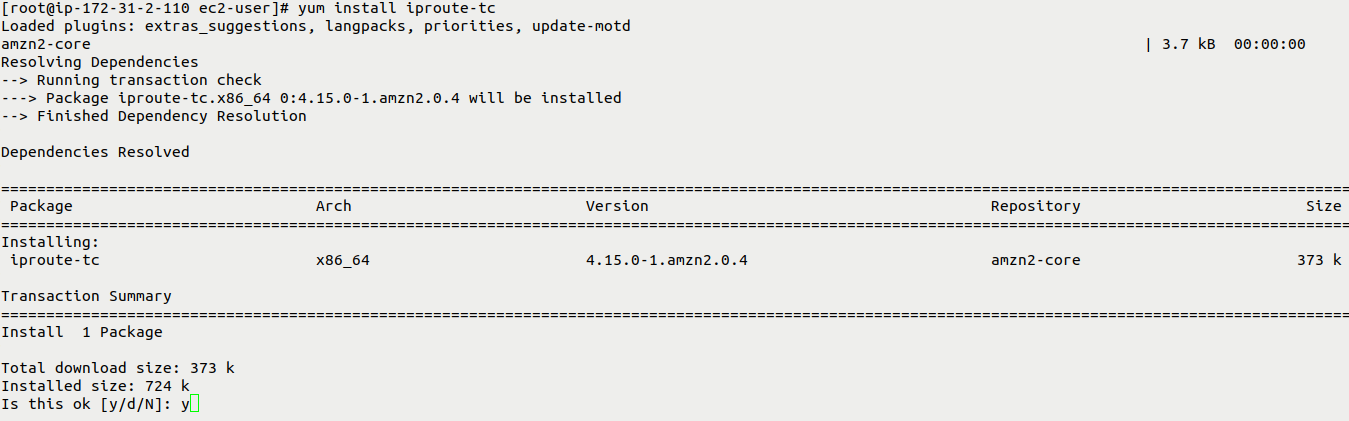 [root@ip-172-31-2-110 ec2-user]# yum install iproute-tc
Loaded plugins: extras_suggestions, langpacks, priorities, update-motd
amzn2-core | 3.7 kB 00:00:00
Resolving Dependencies
--> Running transaction check
---> Package iproute-tc.x86_64 0:4.15.0-1.amzn2.0.4 will be installed
--> Finished Dependency Resolution

Dependencies Resolved

================================================================================
Package Arch Version Repository Size
================================================================================
Installing:
iproute-tc x86_64 4.15.0-1.amzn2.0.4 amzn2-core 373 k

Transaction Summary
================================================================================
Install 1 Package

Total download size: 373 k
Installed size: 724 k
Is this ok [y/d/N]: y